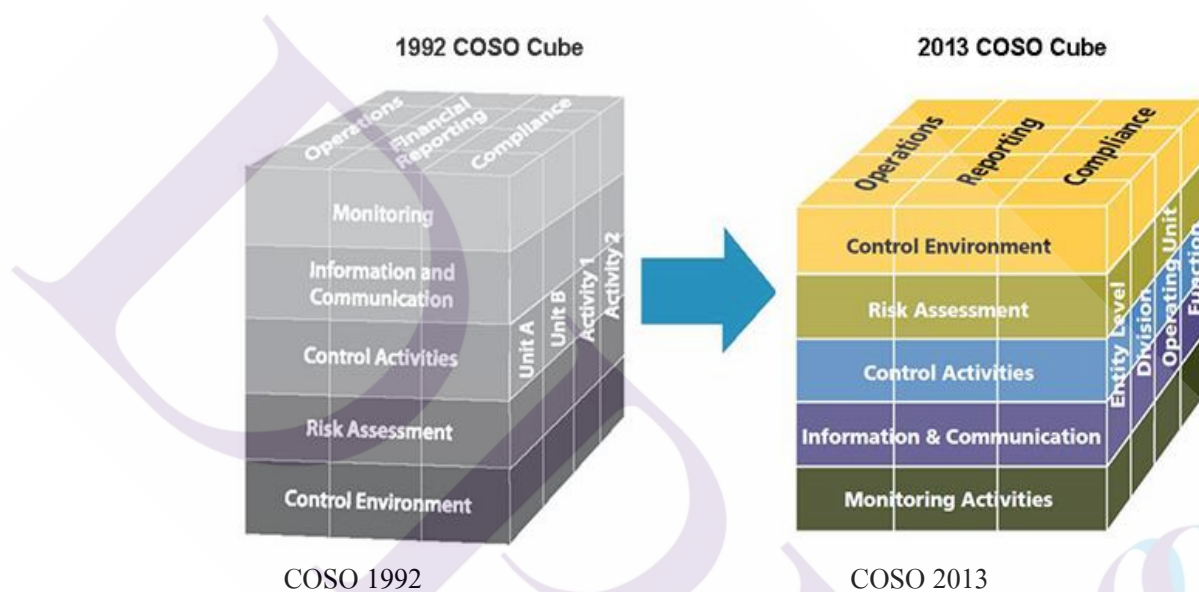 1992 COSO Cube
Operations
Financial
Reporting
Compliance
Monitoring
Information and
Communication
Control Activities
Risk Assessment
Control Environment
Unit A
Unit B
Activity 1
Activity 2
COSO 1992
2013 COSO Cube
Operations
Reporting
Compliance
Control Environment
Risk Assessment
Control Activities
Information & Communication
Monitoring Activities
Entity Level
Division
Operating Unit
Function
COSO 2013